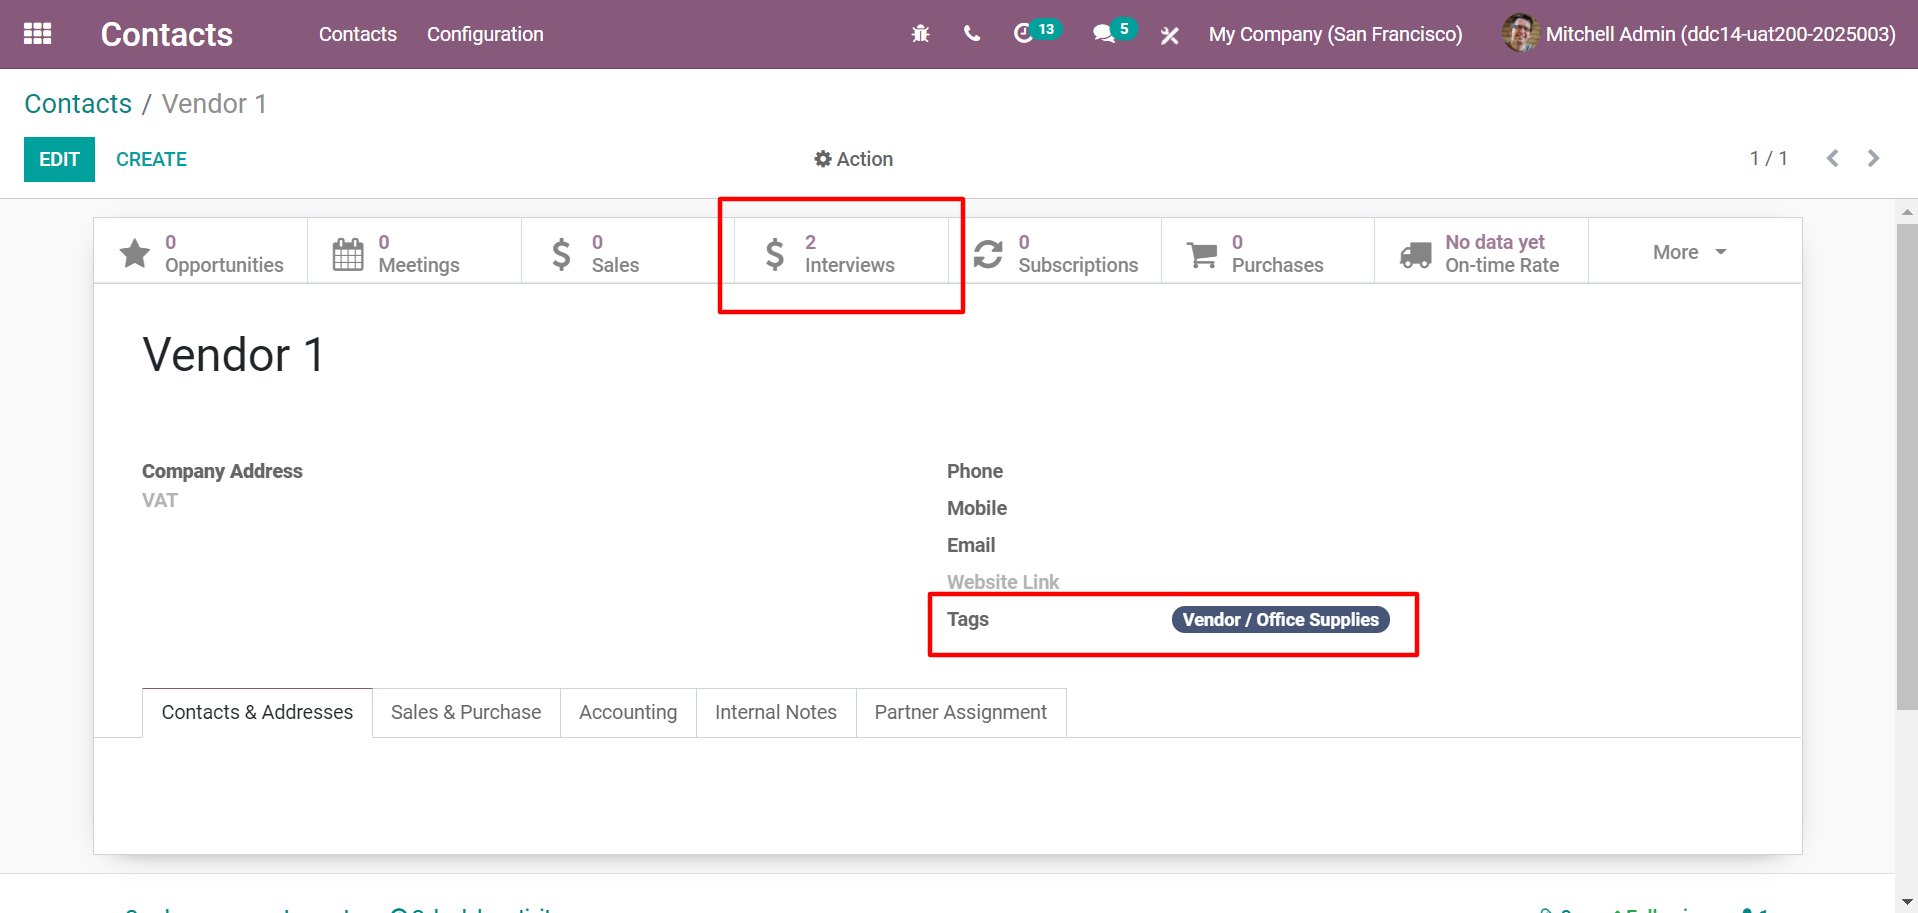 Contacts Contacts Configuration 13 5 My Company (San Francisco) Mitchell Admin (ddc14-uat200-2025003)
Contacts / Vendor 1
EDIT CREATE Action 1 / 1
0 Opportunities
0 Meetings
0 Sales
2 Interviews
0 Subscriptions
0 Purchases
No data yet On-time Rate
More
Vendor 1
Company Address
VAT
Phone
Mobile
Email
Website Link
Tags Vendor / Office Supplies
Contacts & Addresses Sales & Purchase Accounting Internal Notes Partner Assignment